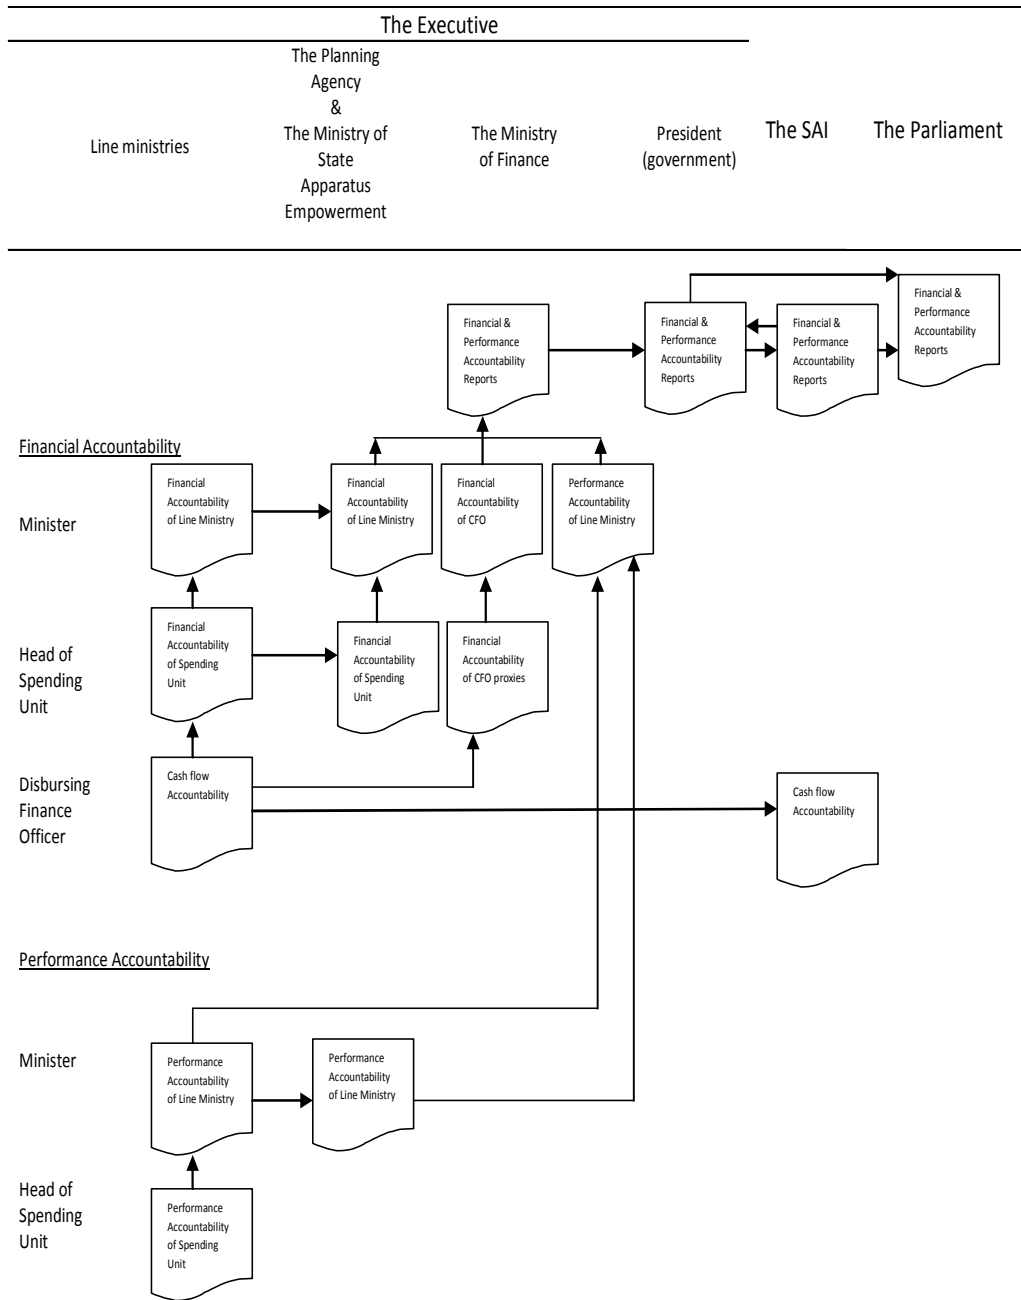 The Executive
Line ministries
The Planning
Agency
&
The Ministry of
State
Apparatus
Empowerment
The Ministry
of Finance
President
(government)
The SAI
The Parliament
Financial &
Performance
Accountability
Reports
Financial &
Performance
Accountability
Reports
Financial &
Performance
Accountability
Reports
Financial &
Performance
Accountability
Reports
Financial Accountability
Minister
Financial
Accountability
of Line Ministry
Financial
Accountability
of Line Ministry
Financial
Accountability
of CFO
Performance
Accountability
of Line Ministry
Head of
Spending
Unit
Financial
Accountability
of Spending
Unit
Financial
Accountability
of Spending
Unit
Financial
Accountability
of CFO proxies
Disbursing
Finance
Officer
Cash flow
Accountability
Cash flow
Accountability
Performance Accountability
Minister
Performance
Accountability
of Line Ministry
Performance
Accountability
of Line Ministry
Head of
Spending
Unit
Performance
Accountability
of Spending
Unit